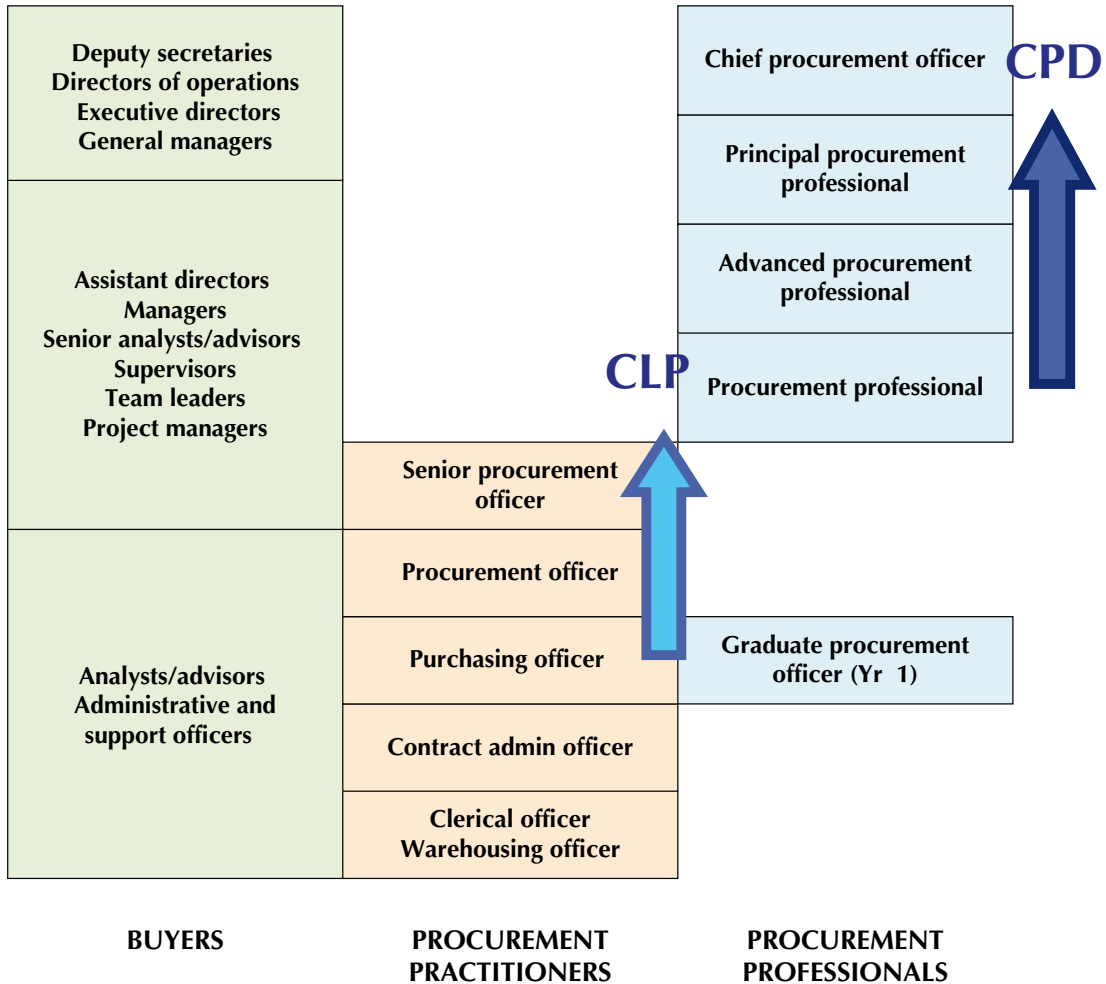 Deputy secretaries
Directors of operations
Executive directors
General managers
Assistant directors
Managers
Senior analysts/advisors
Supervisors
Team leaders
Project managers
Analysts/advisors
Administrative and
support officers
BUYERS
Senior procurement
officer
Procurement officer
Purchasing officer
Contract admin officer
Clerical officer
Warehousing officer
PROCUREMENT
PRACTITIONERS
CLP
Chief procurement officer
Principal procurement
professional
Advanced procurement
professional
Procurement professional
Graduate procurement
officer (Yr 1)
PROCUREMENT
PROFESSIONALS
CPD